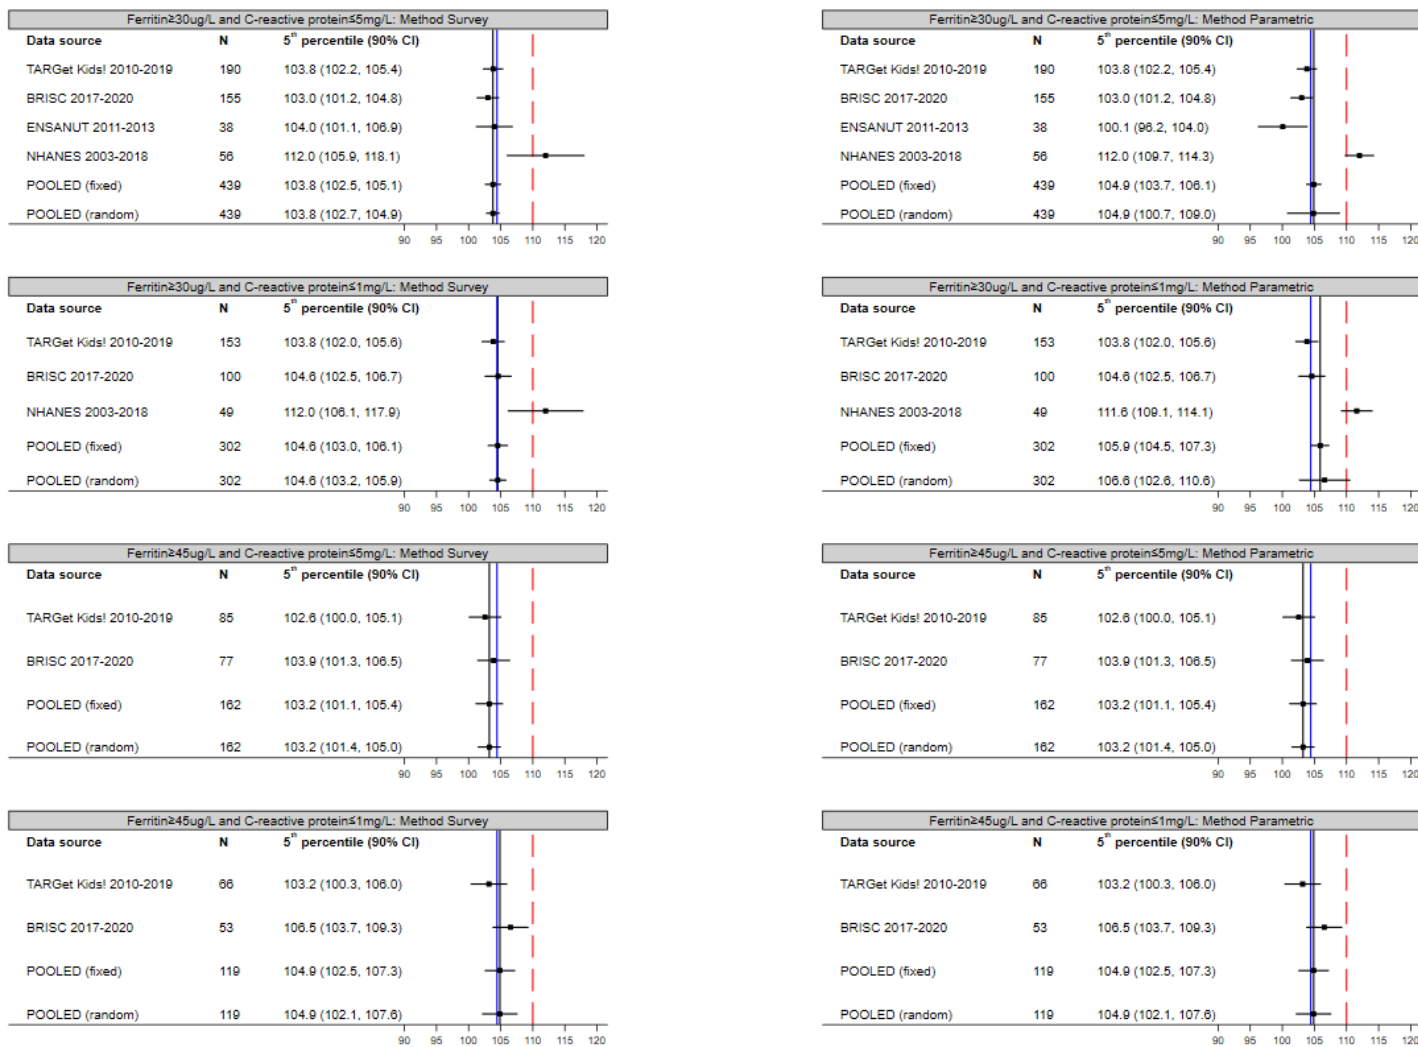 Ferritin≥30ug/L and C-reactive protein≤5mg/L: Method Survey
Data source N 5th percentile (90% CI)
TARGet Kids! 2010-2019 190 103.8 (102.2, 105.4)
BRISC 2017-2020 155 103.0 (101.2, 104.8)
ENSANUT 2011-2013 38 104.0 (101.1, 106.9)
NHANES 2003-2018 56 112.0 (105.9, 118.1)
POOLED (fixed) 439 103.8 (102.5, 105.1)
POOLED (random) 439 103.8 (102.7, 104.9)
90 95 100 105 110 115 120
Ferritin≥30ug/L and C-reactive protein≤5mg/L: Method Parametric
Data source N 5th percentile (90% CI)
TARGet Kids! 2010-2019 190 103.8 (102.2, 105.4)
BRISC 2017-2020 155 103.0 (101.2, 104.8)
ENSANUT 2011-2013 38 100.1 (96.2, 104.0)
NHANES 2003-2018 56 112.0 (109.7, 114.3)
POOLED (fixed) 439 104.9 (103.7, 106.1)
POOLED (random) 439 104.9 (100.7, 109.0)
90 95 100 105 110 115 120
Ferritin≥30ug/L and C-reactive protein≤1mg/L: Method Survey
Data source N 5th percentile (90% CI)
TARGet Kids! 2010-2019 153 103.8 (102.0, 105.6)
BRISC 2017-2020 100 104.6 (102.5, 106.7)
NHANES 2003-2018 49 112.0 (106.1, 117.9)
POOLED (fixed) 302 104.6 (103.0, 106.1)
POOLED (random) 302 104.6 (103.2, 105.9)
90 95 100 105 110 115 120
Ferritin≥30ug/L and C-reactive protein≤1mg/L: Method Parametric
Data source N 5th percentile (90% CI)
TARGet Kids! 2010-2019 153 103.8 (102.0, 105.6)
BRISC 2017-2020 100 104.6 (102.5, 106.7)
NHANES 2003-2018 49 111.6 (109.1, 114.1)
POOLED (fixed) 302 105.9 (104.5, 107.3)
POOLED (random) 302 106.6 (102.6, 110.6)
90 95 100 105 110 115 120
Ferritin≥45ug/L and C-reactive protein≤5mg/L: Method Survey
Data source N 5th percentile (90% CI)
TARGet Kids! 2010-2019 85 102.6 (100.0, 105.1)
BRISC 2017-2020 77 103.9 (101.3, 106.5)
POOLED (fixed) 162 103.2 (101.1, 105.4)
POOLED (random) 162 103.2 (101.4, 105.0)
90 95 100 105 110 115 120
Ferritin≥45ug/L and C-reactive protein≤5mg/L: Method Parametric
Data source N 5th percentile (90% CI)
TARGet Kids! 2010-2019 85 102.6 (100.0, 105.1)
BRISC 2017-2020 77 103.9 (101.3, 106.5)
POOLED (fixed) 162 103.2 (101.1, 105.4)
POOLED (random) 162 103.2 (101.4, 105.0)
90 95 100 105 110 115 120
Ferritin≥45ug/L and C-reactive protein≤1mg/L: Method Survey
Data source N 5th percentile (90% CI)
TARGet Kids! 2010-2019 66 103.2 (100.3, 106.0)
BRISC 2017-2020 53 106.5 (103.7, 109.3)
POOLED (fixed) 119 104.9 (102.5, 107.3)
POOLED (random) 119 104.9 (102.1, 107.6)
90 95 100 105 110 115 120
Ferritin≥45ug/L and C-reactive protein≤1mg/L: Method Parametric
Data source N 5th percentile (90% CI)
TARGet Kids! 2010-2019 66 103.2 (100.3, 106.0)
BRISC 2017-2020 53 106.5 (103.7, 109.3)
POOLED (fixed) 119 104.9 (102.5, 107.3)
POOLED (random) 119 104.9 (102.1, 107.6)
90 95 100 105 110 115 120